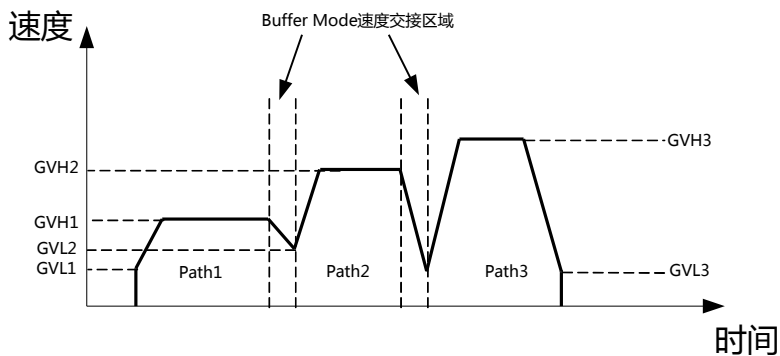 速度
Buffer Mode速度交接区域
GVH3
GVH2
GVH1
GVL2
GVL1
Path1
Path2
Path3
GVL3
时间